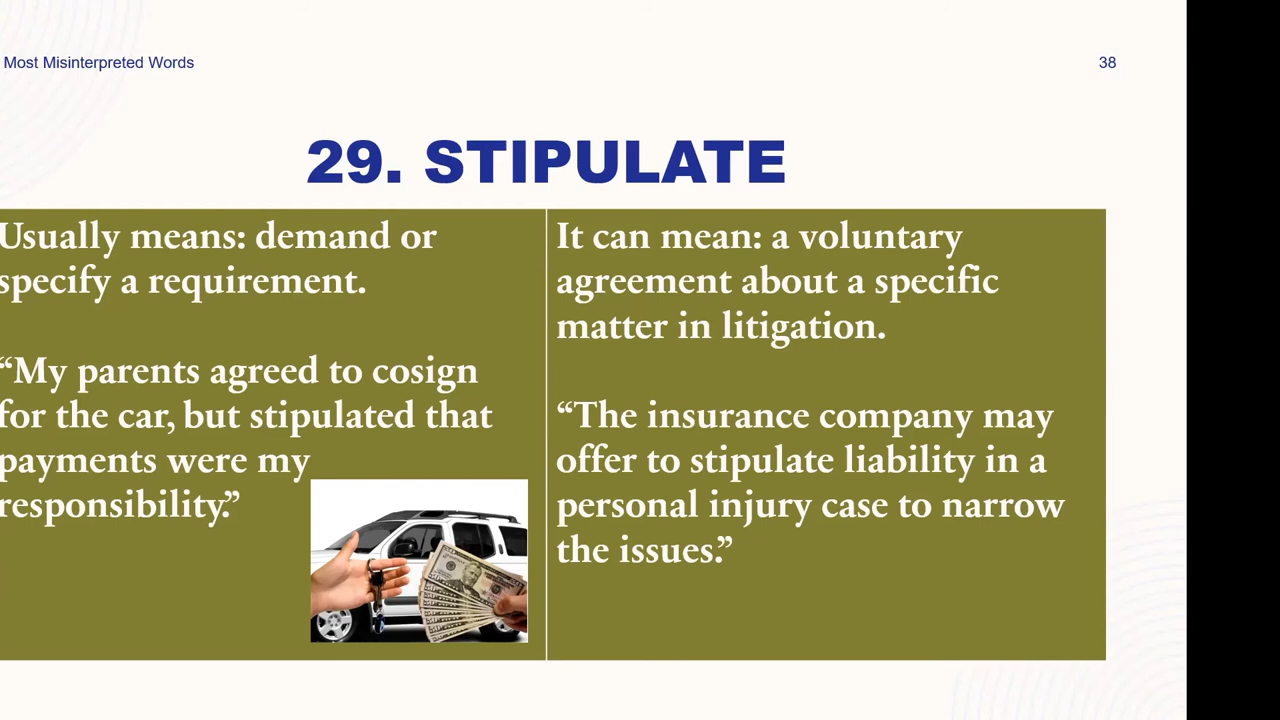 Most Misinterpreted Words
38
29. STIPULATE
Usually means: demand or
specify a requirement.
“My parents agreed to cosign
for the car, but stipulated that
payments were my
responsibility.”
It can mean: a voluntary
agreement about a specific
matter in litigation.
“The insurance company may
offer to stipulate liability in a
personal injury case to narrow
the issues.”